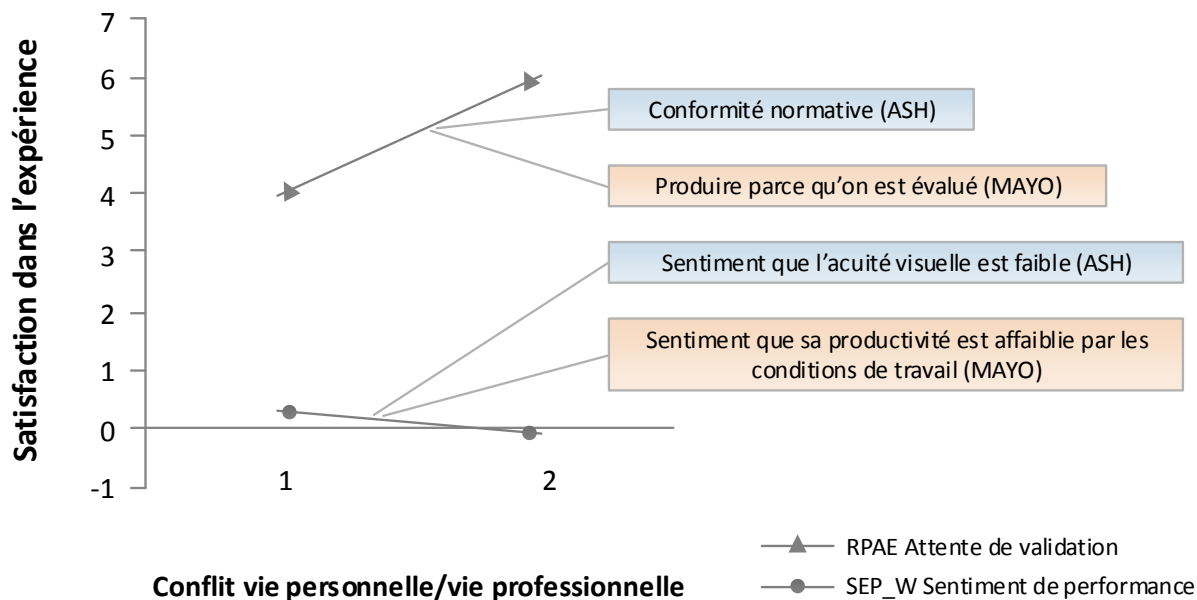 Satisfaction dans l’expérience
7
6
5
4
3
2
1
0
-1
1
2
Conformité normative (ASH)
Produire parce qu’on est évalué (MAYO)
Sentiment que l’acuité visuelle est faible (ASH)
Sentiment que sa productivité est affaiblie par les
conditions de travail (MAYO)
RPAE Attente de validation
SEP_W Sentiment de performance
Conflit vie personnelle/vie professionnelle